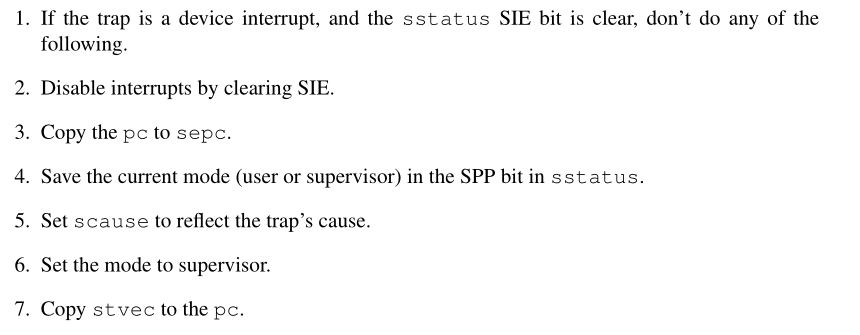 1. If the trap is a device interrupt, and the sstatus SIE bit is clear, don’t do any of the
following.
2. Disable interrupts by clearing SIE.
3. Copy the pc to sepc.
4. Save the current mode (user or supervisor) in the SPP bit in sstatus.
5. Set scause to reflect the trap’s cause.
6. Set the mode to supervisor.
7. Copy stvec to the pc.